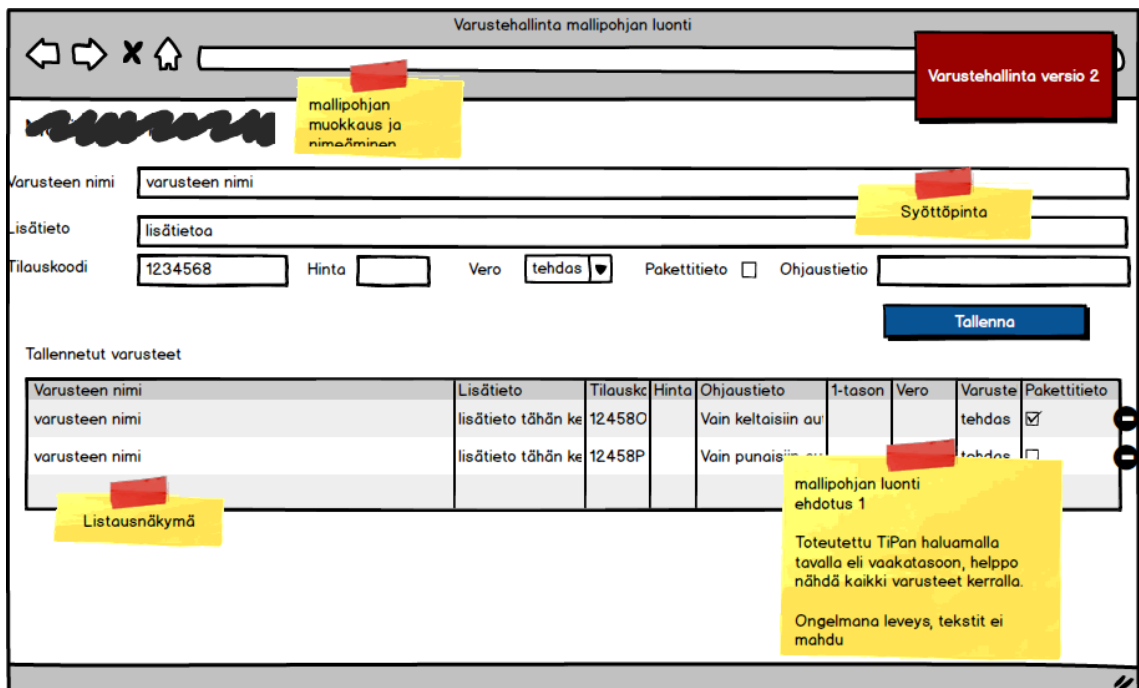 Varustehallinta mallipohjan luonti
Varustehallinta versio 2
mallipohjan
muokkaus ja
nimeäminen
Varusteen nimi
varusteen nimi
Syöttöpinta
Lisätieto
lisätietoa
Tilauskoodi
1234568
Hinta
Vero
tehdas
Pakettitieto
Ohjaustietio
Tallenna
Tallennetut varusteet
Varusteen nimi Lisätieto Tilausko Hinta Ohjaustieto 1-tason Vero Varuste Pakettitieto
varusteen nimi lisätieto tähän ke 12458O Vain keltaisiin au tehdas
varusteen nimi lisätieto tähän ke 12458P Vain punaisiin tehdas
Listausnäkymä
mallipohjan luonti
ehdotus 1
Toteutettu TiPan haluamalla
tavalla eli vaakatasoon, helppo
nähdä kaikki varusteet kerralla.
Ongelmana leveys, tekstit ei
mahdu